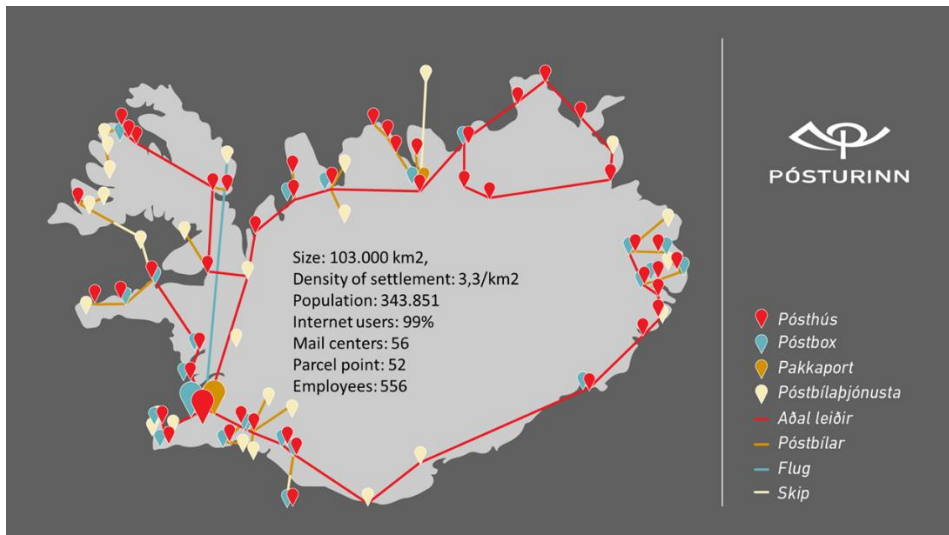 Size: 103.000 km2,
Density of settlement: 3,3/km2
Population: 343.851
Internet users: 99%
Mail centers: 56
Parcel point: 52
Employees: 556
PÓSTURINN
Pósthús
Póstbox
Pakkaport
Póstbílaþjónusta
Aðal leiðir
Póstbílar
Flug
Skip